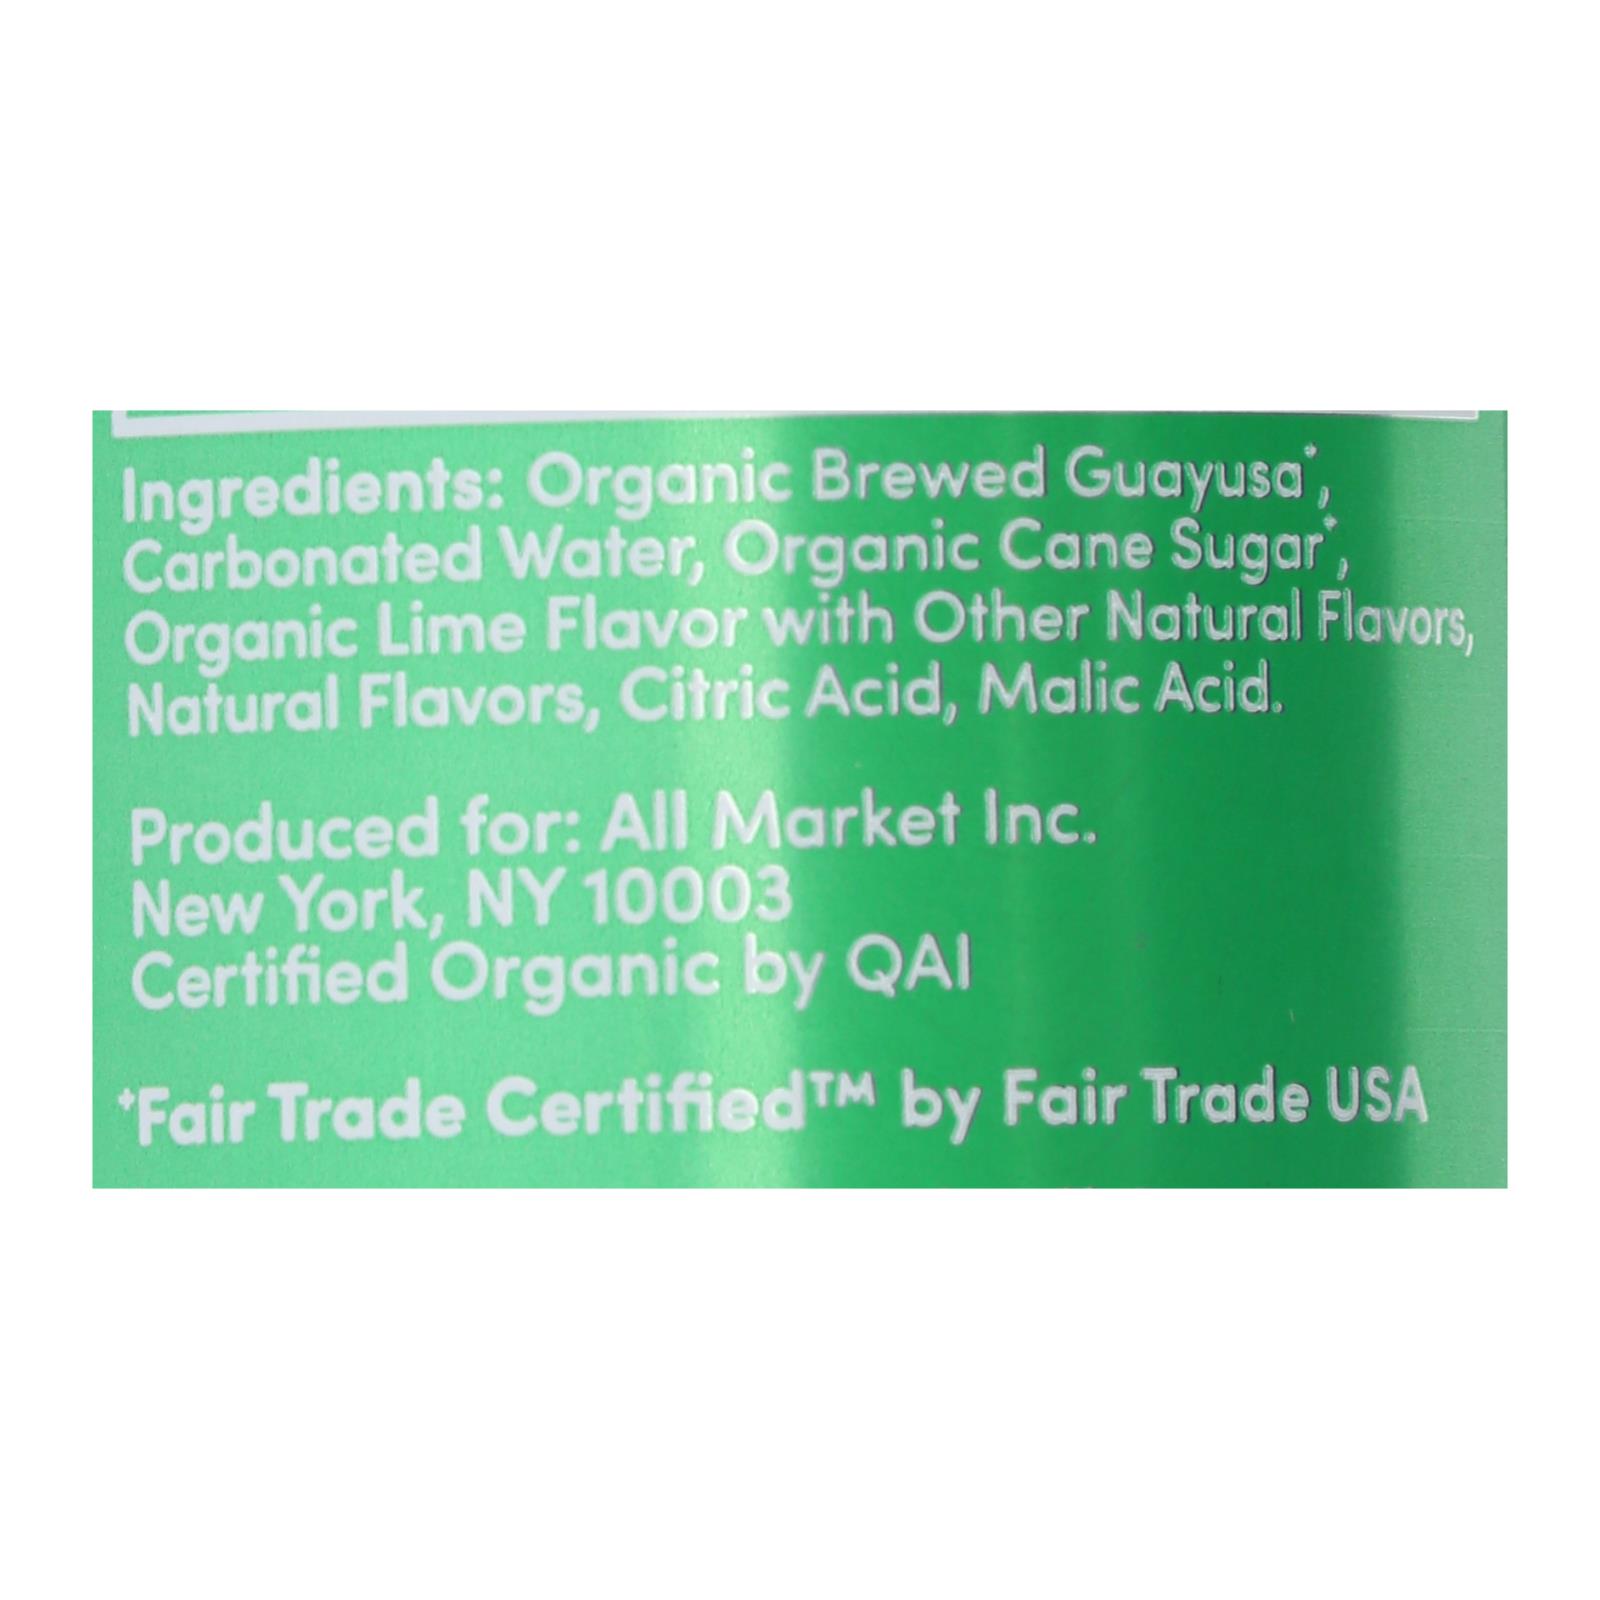 Ingredients: Organic Brewed Guayusa⁺,
Carbonated Water, Organic Cane Sugar⁺,
Organic Lime Flavor with Other Natural Flavors,
Natural Flavors, Citric Acid, Malic Acid.
Produced for: All Market Inc.
New York, NY 10003
Certified Organic by QAI
⁺Fair Trade Certified™ by Fair Trade USA